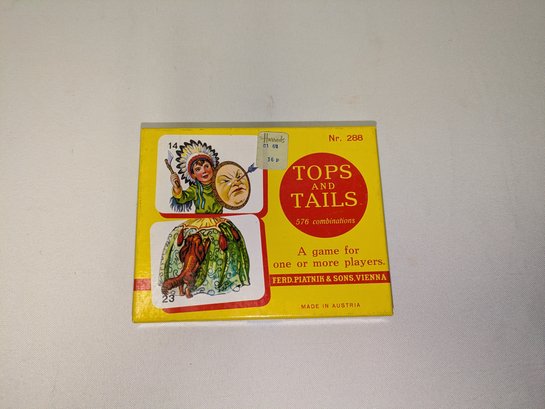 14
Harrods
36 P
Nr. 288
TOPS
AND
TAILS
576 combinations
A game for
one or more players.
FERD. PIATNIK & SONS, VIENNA
23
MADE IN AUSTRIA